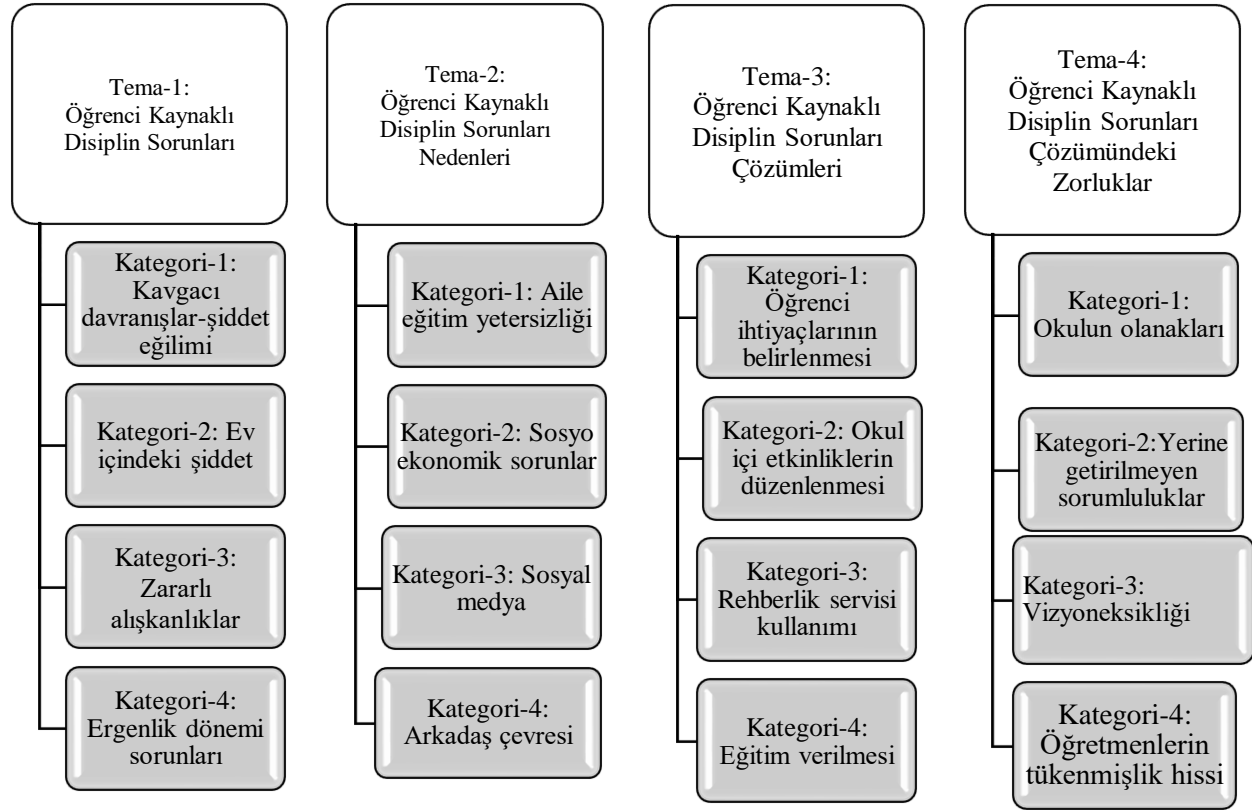 Tema-1:
Öğrenci Kaynaklı
Disiplin Sorunları
Kategori-1:
Kavgacı
davranışlar-şiddet
eğilimi
Kategori-2: Ev
içindeki şiddet
Kategori-3:
Zararlı
alışkanlıklar
Kategori-4:
Ergenlik dönemi
sorunları
Tema-2:
Öğrenci Kaynaklı
Disiplin Sorunları
Nedenleri
Kategori-1: Aile
eğitim yetersizliği
Kategori-2: Sosyo
ekonomik sorunlar
Kategori-3: Sosyal
medya
Kategori-4:
Arkadaş çevresi
Tema-3:
Öğrenci Kaynaklı
Disiplin Sorunları
Çözümleri
Kategori-1:
Öğrenci
ihtiyaçlarının
belirlenmesi
Kategori-2: Okul
içi etkinliklerin
düzenlenmesi
Kategori-3:
Rehberlik servisi
kullanımı
Kategori-4:
Eğitim verilmesi
Tema-4:
Öğrenci Kaynaklı
Disiplin Sorunları
Çözümündeki
Zorluklar
Kategori-1:
Okulun olanakları
Kategori-2:Yerine
getirilmeyen
sorumluluklar
Kategori-3:
Vizyoneksikliği
Kategori-4:
Öğretmenlerin
tükenmişlik hissi